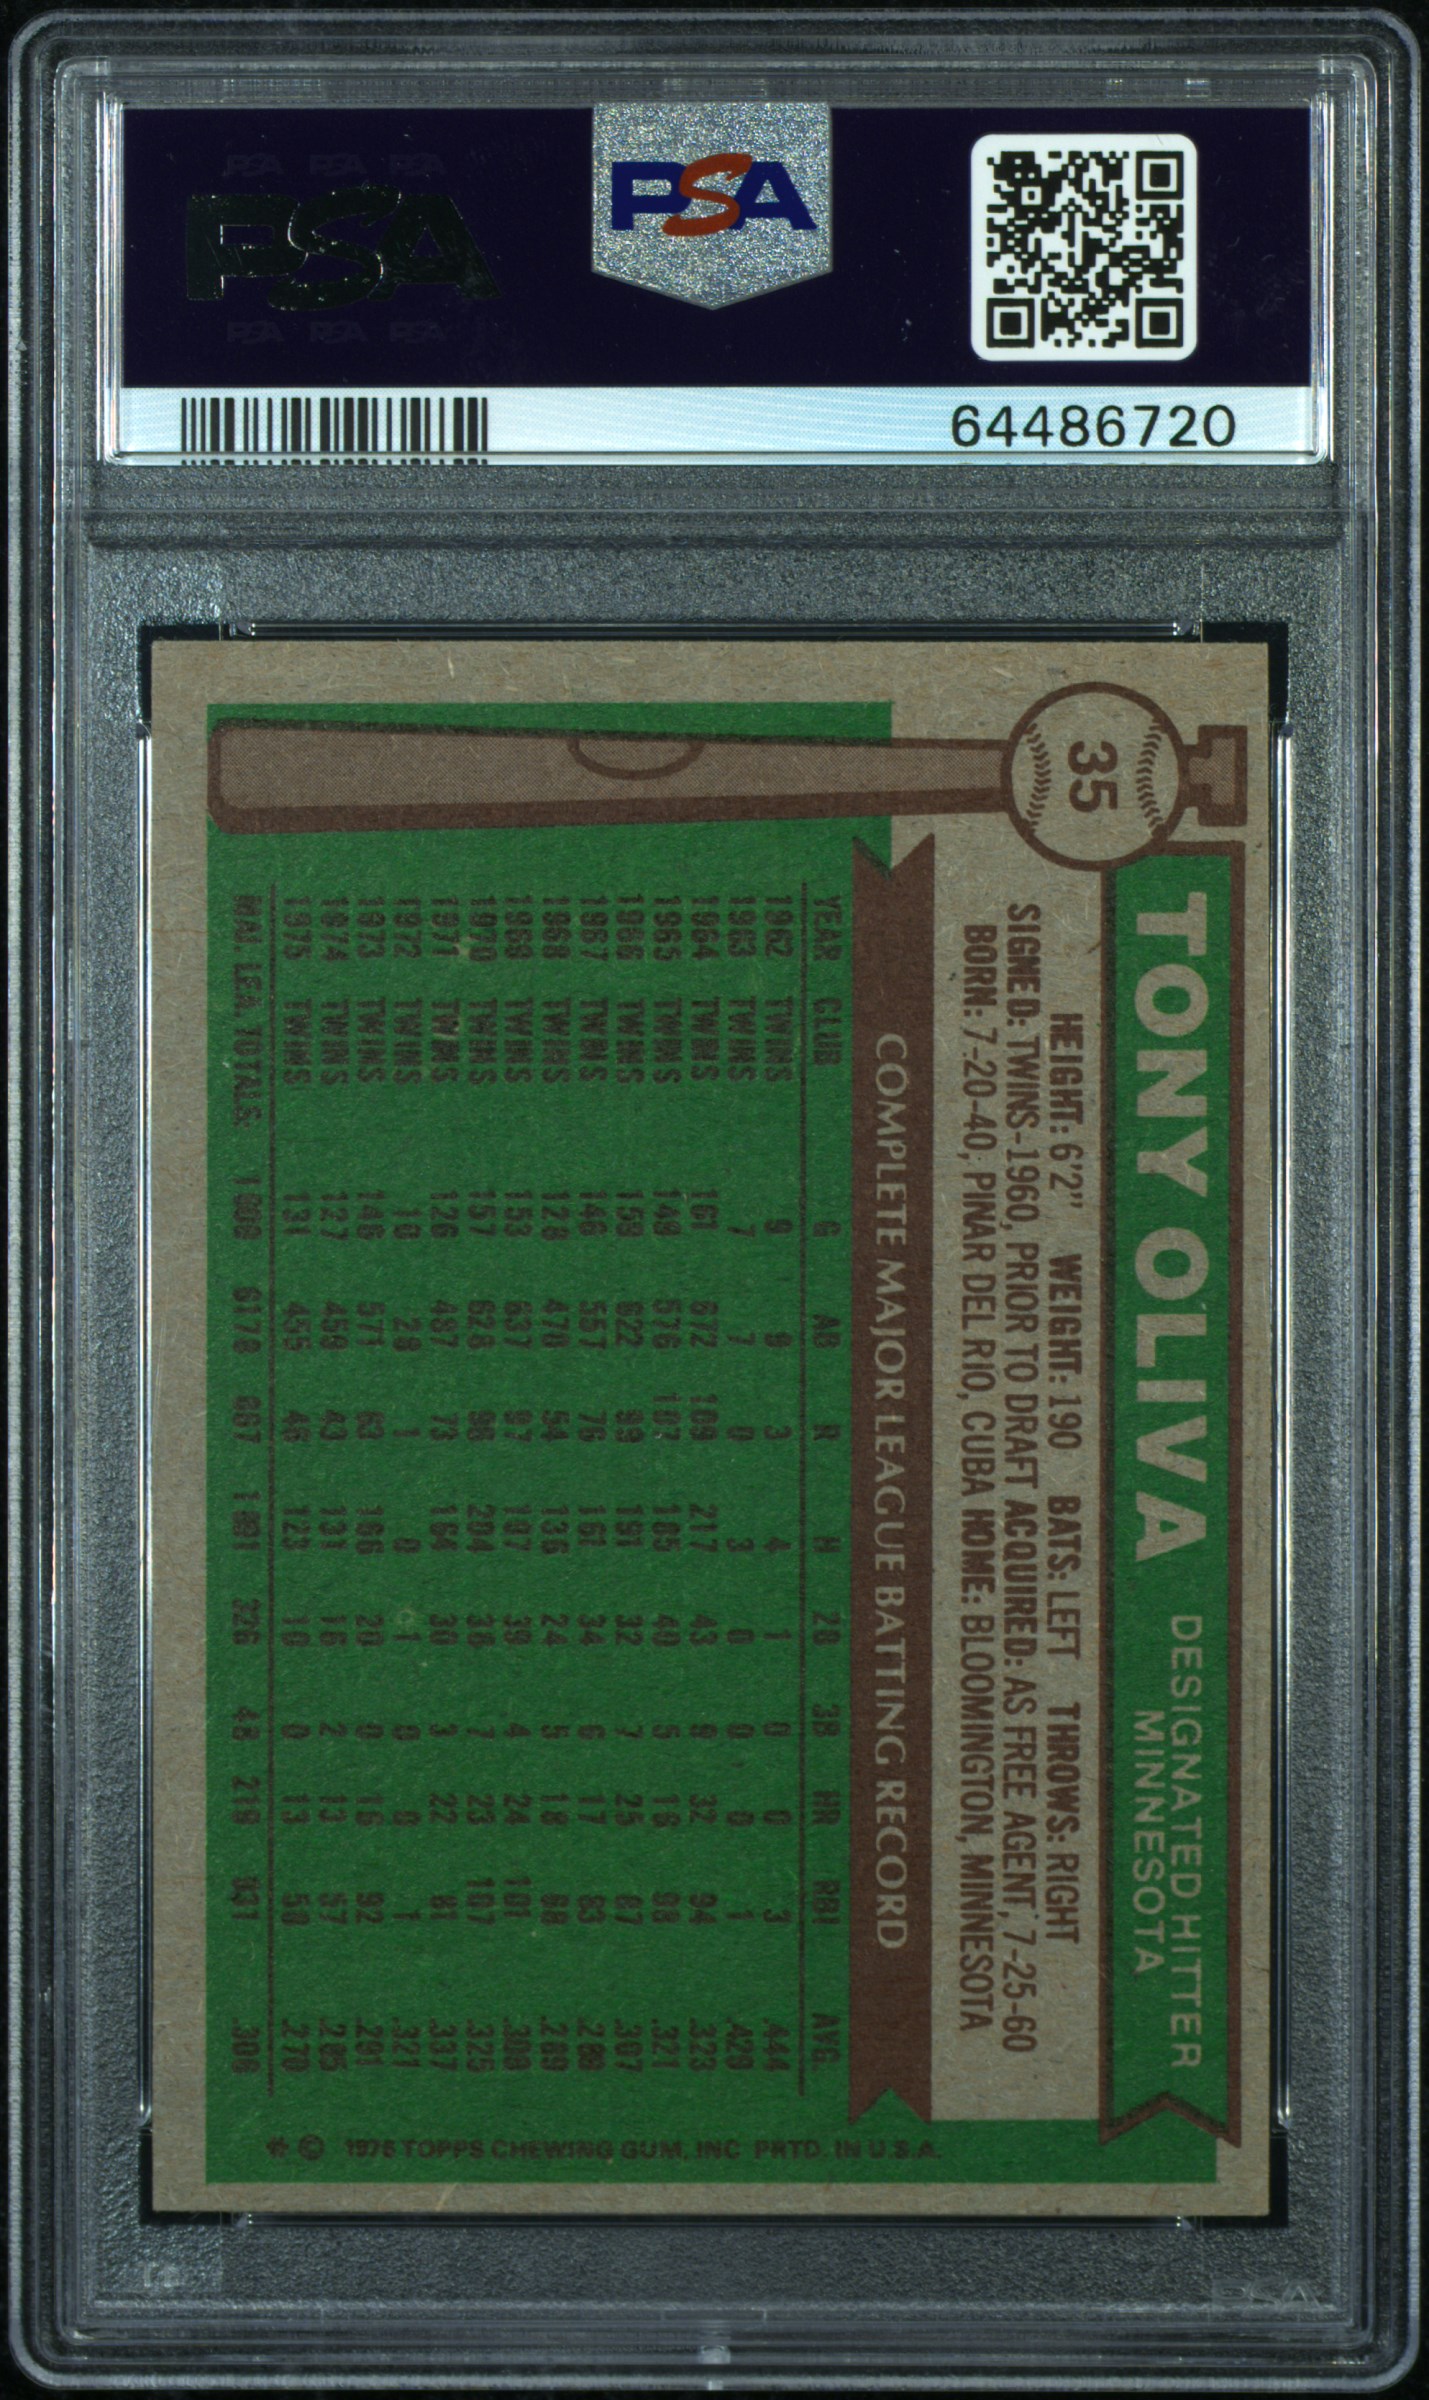 PSA PSA PSA
PSA
PSA PSA PSA
PSA
64486720
35
TONY OLIVA
DESIGNATED HITTER
MINNESOTA
HEIGHT: 6'2" WEIGHT: 190 BATS: LEFT THROWS: RIGHT
SIGNED: TWINS-1960, PRIOR TO DRAFT ACQUIRED: AS FREE AGENT, 7-25-60
BORN: 7-20-40, PINAR DEL RIO, CUBA HOME: BLOOMINGTON, MINNESOTA
COMPLETE MAJOR LEAGUE BATTING RECORD
YEAR CLUB G AB R H 2B 3B HR RBI AVG.
1962 TWINS 9 9 3 4 1 0 0 3 .444
1963 TWINS 7 7 0 3 0 0 0 1 .429
1964 TWINS 161 672 109 217 43 9 32 94 .323
1965 TWINS 149 576 107 185 40 5 16 98 .321
1966 TWINS 159 622 99 191 32 7 25 87 .307
1967 TWINS 146 557 76 161 34 6 17 83 .289
1968 TWINS 128 470 54 136 24 5 18 68 .289
1969 TWINS 153 637 97 197 39 4 24 101 .309
1970 TWINS 157 628 96 204 36 7 23 107 .325
1971 TWINS 126 487 73 164 30 3 22 81 .337
1972 TWINS 10 28 1 9 1 0 0 1 .321
1973 TWINS 146 571 63 166 20 0 16 92 .291
1974 TWINS 127 459 43 131 16 2 13 57 .285
1975 TWINS 131 455 46 123 10 0 13 58 .270
MAJ. LEA. TOTALS 1609 6178 867 1891 326 48 219 931 .306
* © 1976 TOPPS CHEWING GUM, INC PRTD. IN U.S.A.
PSA